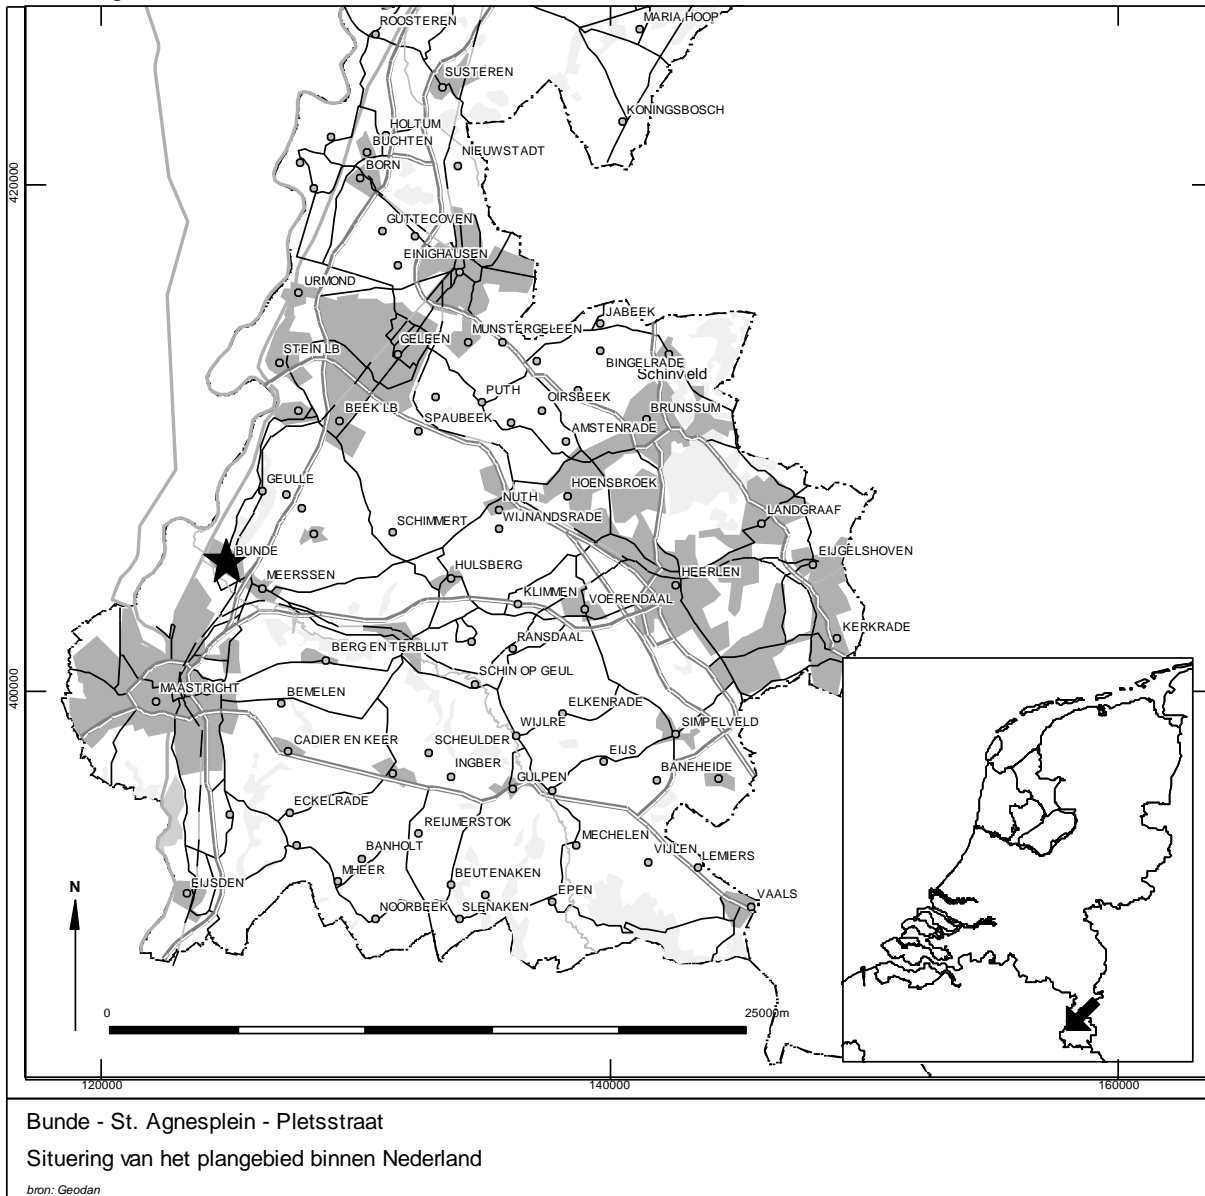 ROOSTEREN
MARIA HOOP
SUSTEREN
KONINGSBOSCH
HOLTUM
BUCHTEN
NIEUWSTADT
BORN
420000
GUTTECOVEN
EINIGHAUSEN
URMOND
JABEEK
MUNSTERGELEEN
GELEEN
STEIN LB
BINGELRADE
Schinveld
PUTH
OIRSBEEK
BEEK LB
SPAUBEEK
BRUNSSUM
AMSTENRADE
GEULLE
HOENSBROEK
NUTH
LANDGRAAF
WIJNANDSRADE
SCHIMMERT
BUNDE
EIJGELSHOVEN
MEERSSEN
HULSBERG
HEERLEN
KLIMMEN
VOERENDAAL
KERKRADE
RANSDAAL
BERG EN TERBLIJT
SCHIN OP GEUL
400000
MAASTRICHT
BEMELEN
ELKENRADE
WIJLRE
SIMPELVELD
CADIER EN KEER
SCHEULDER
EIJS
INGBER
BANEHEIDE
GULPEN
ECKELRADE
REIJMERSTOK
MECHELEN
BANHOLT
VIJLEN
LEMIERS
MHEER
BEUTENAKEN
EIJSDEN
EPEN
VAALS
NOORBEEK
SLENAKEN
N
0
25000m
120000
140000
160000
Bunde - St. Agnesplein - Pletsstraat
Situering van het plangebied binnen Nederland
bron: Geodan